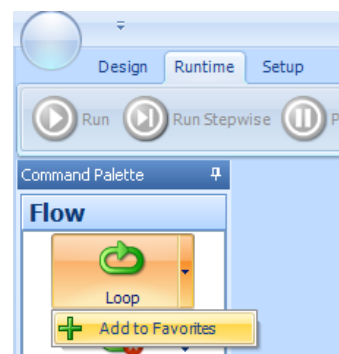 Design Runtime Setup
Run Run Stepwise P
Command Palette
Flow
Loop
Add to Favorites